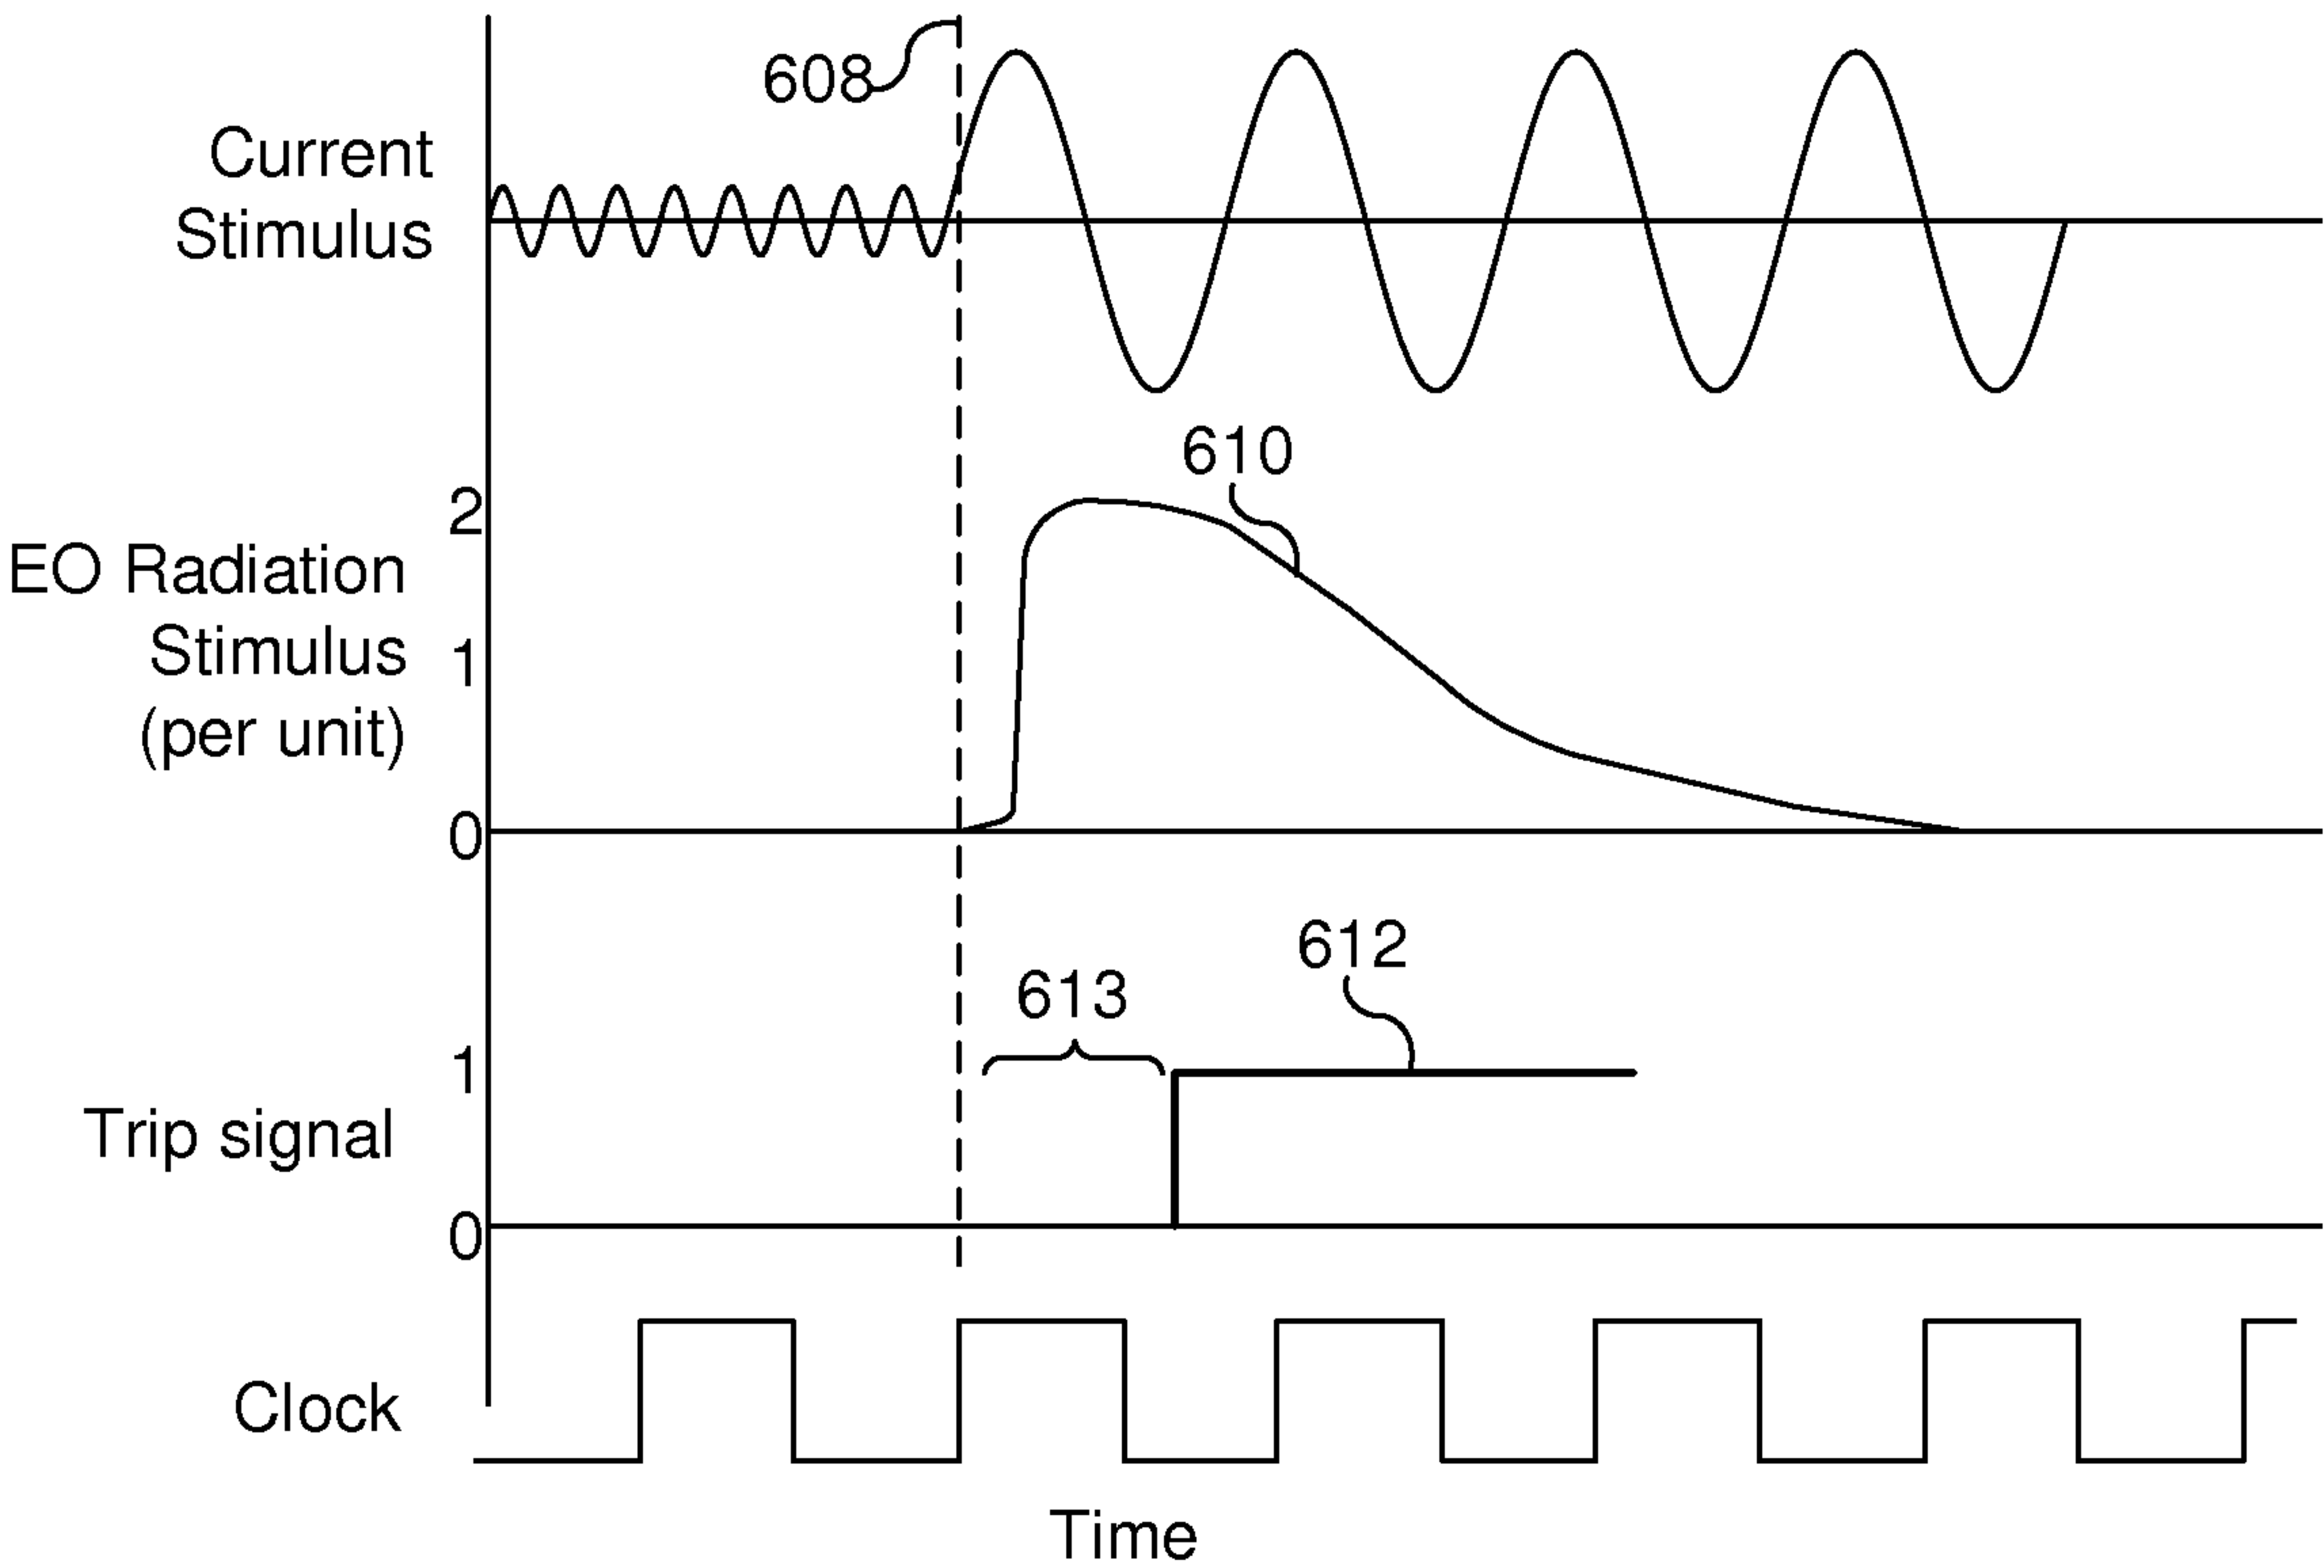 608
Current
Stimulus
610
2
EO Radiation
Stimulus
1
(per unit)
0
612
613
1
Trip signal
0
Clock
Time